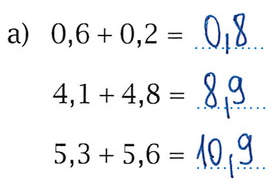 a) 0,6 + 0,2 = 0,8
4,1 + 4,8 = 8,9
5,3 + 5,6 = 10,9